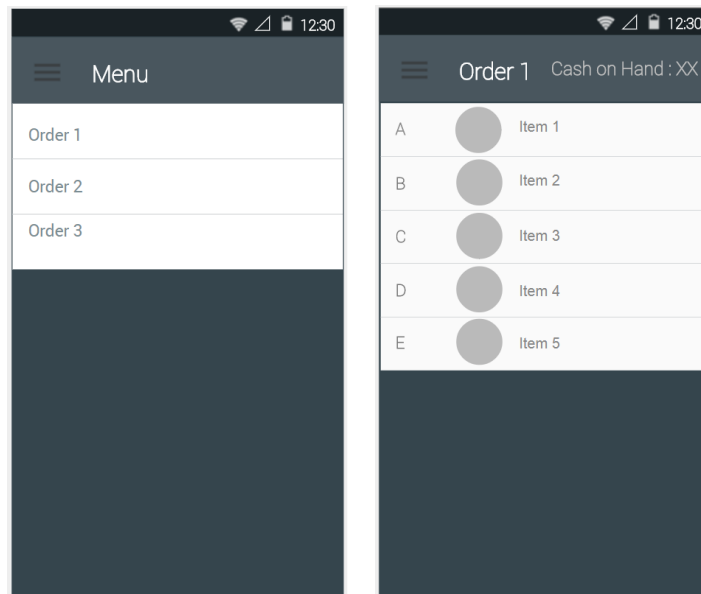 12:30
Menu
Order 1
Order 2
Order 3
12:30
Order 1 Cash on Hand : XX
A Item 1
B Item 2
C Item 3
D Item 4
E Item 5